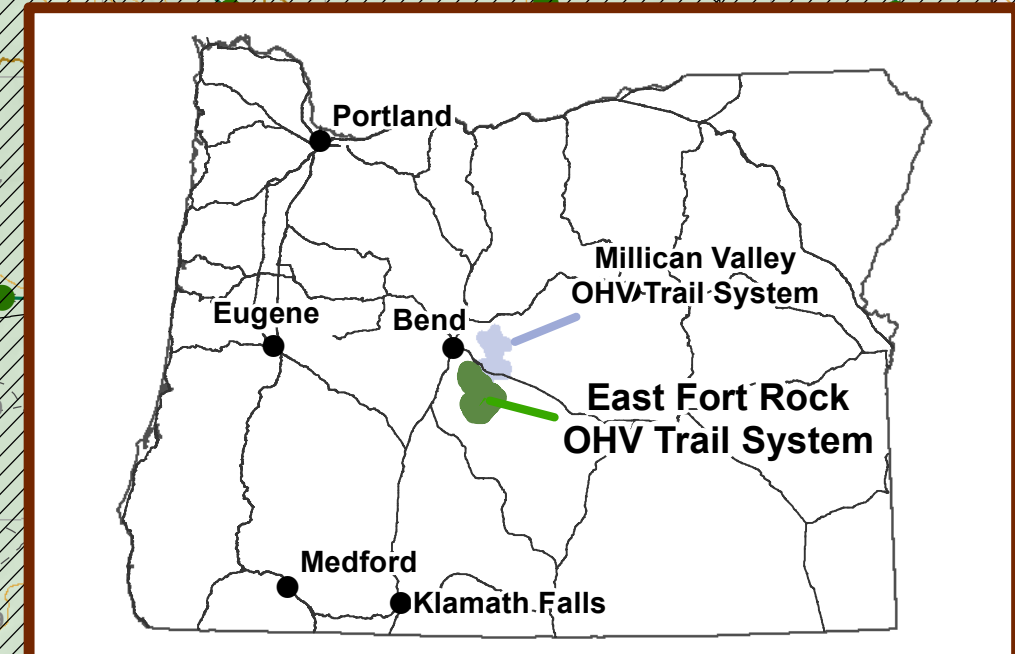 Portland
Millican Valley
OHV Trail System
Eugene
Bend
East Fort Rock
OHV Trail System
Medford
Klamath Falls